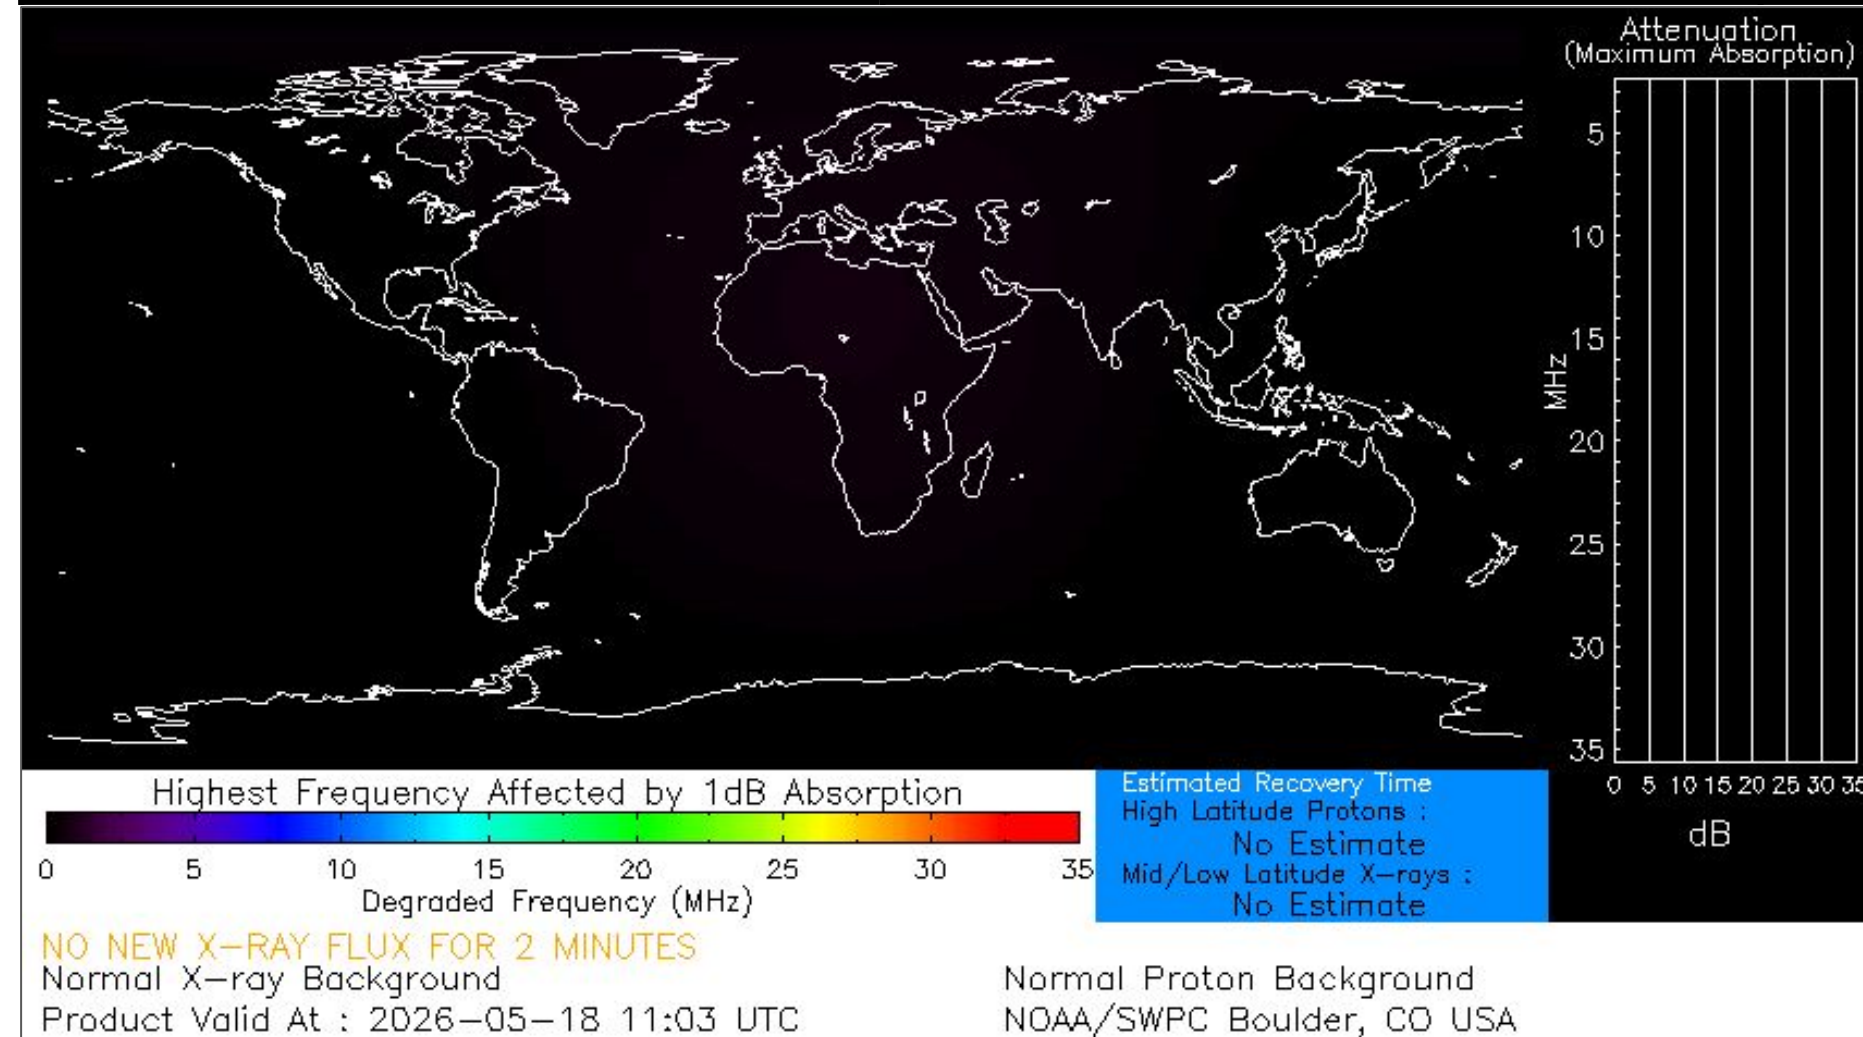 Attenuation
(Maximum Absorption)
5
10
15
20
25
30
35
MHz
0 5 10 15 20 25 30 35
dB
Highest Frequency Affected by 1dB Absorption
0 5 10 15 20 25 30 35
Degraded Frequency (MHz)
Estimated Recovery Time
High Latitude Protons :
No Estimate
Mid/Low Latitude X-rays :
No Estimate
NO NEW X-RAY FLUX FOR 2 MINUTES
Normal X-ray Background
Product Valid At : 2026-05-18 11:03 UTC
Normal Proton Background
NOAA/SWPC Boulder, CO USA